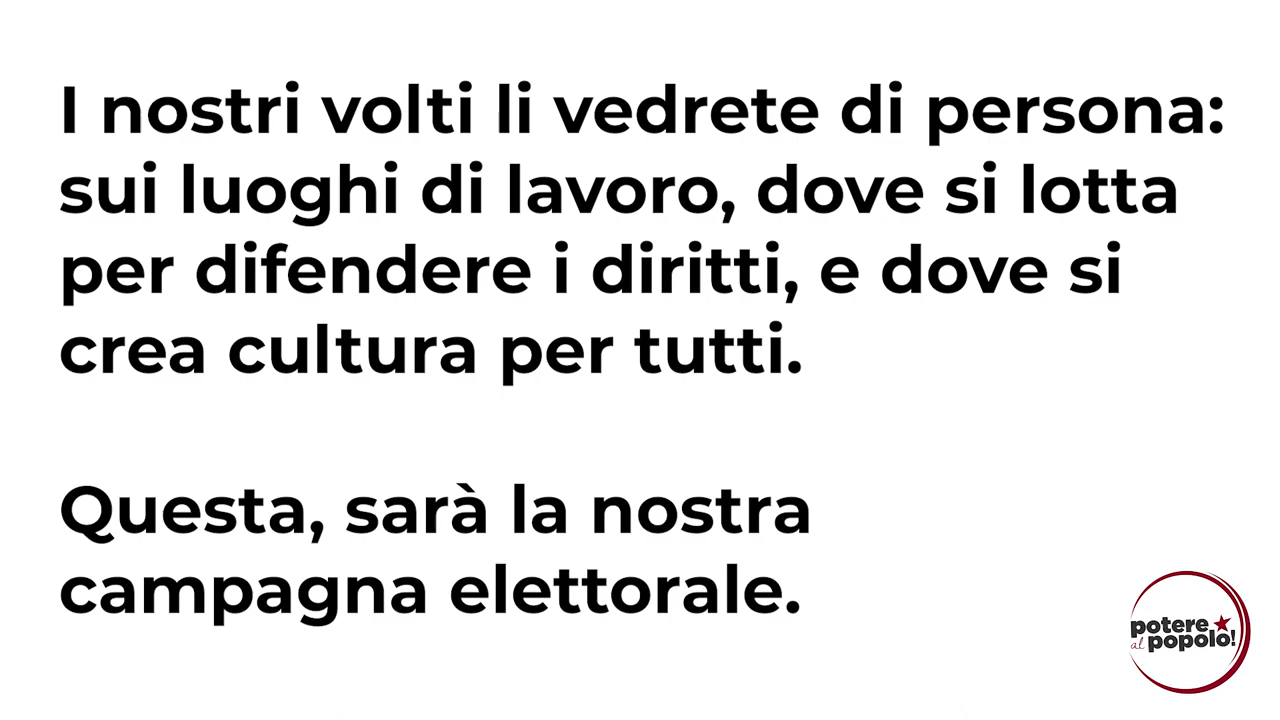 I nostri volti li vedrete di persona:
sui luoghi di lavoro, dove si lotta
per difendere i diritti, e dove si
crea cultura per tutti.
Questa, sarà la nostra
campagna elettorale.
potere
al popolo!